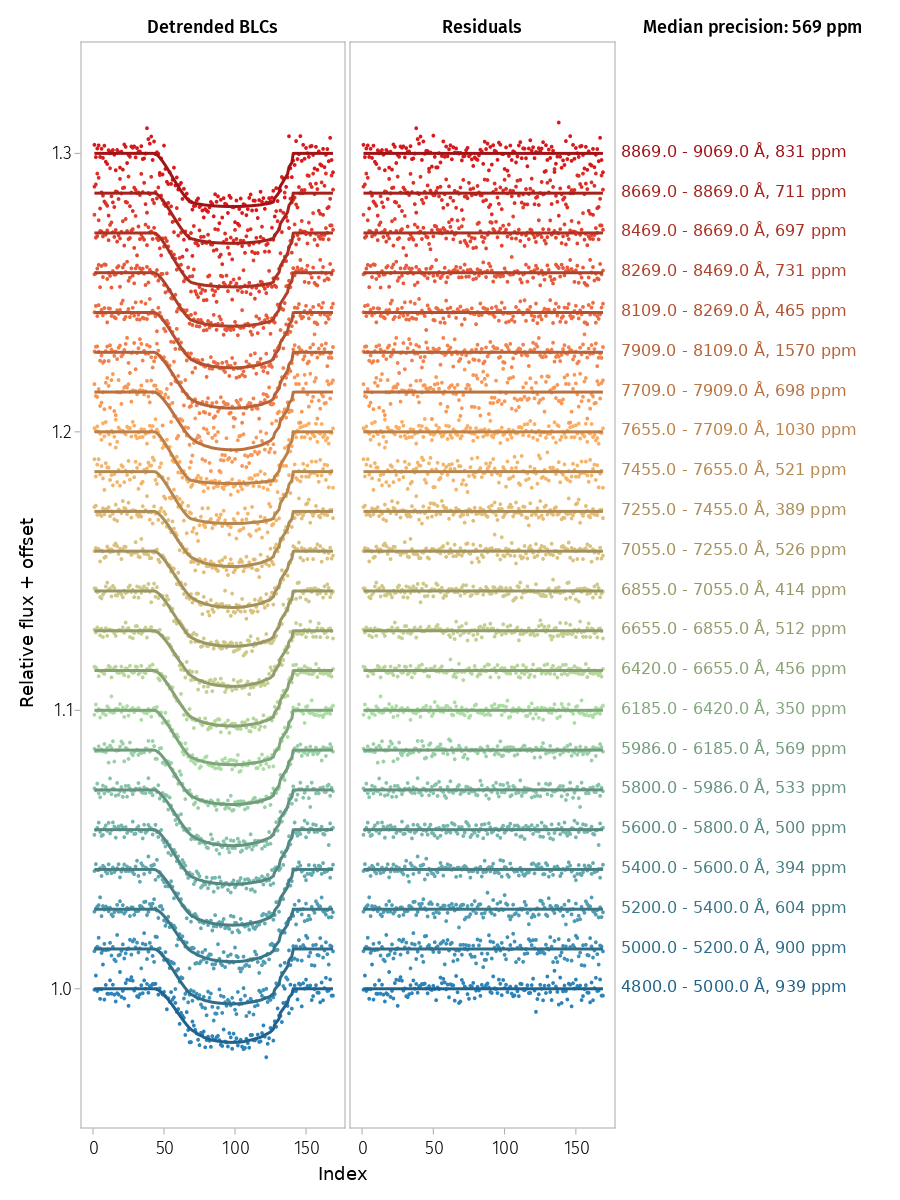 Detrended BLCs
Residuals
Median precision: 569 ppm
Relative flux + offset
1.3
1.2
1.1
1.0
8869.0 - 9069.0 Å, 831 ppm
8669.0 - 8869.0 Å, 711 ppm
8469.0 - 8669.0 Å, 697 ppm
8269.0 - 8469.0 Å, 731 ppm
8109.0 - 8269.0 Å, 465 ppm
7909.0 - 8109.0 Å, 1570 ppm
7709.0 - 7909.0 Å, 698 ppm
7655.0 - 7709.0 Å, 1030 ppm
7455.0 - 7655.0 Å, 521 ppm
7255.0 - 7455.0 Å, 389 ppm
7055.0 - 7255.0 Å, 526 ppm
6855.0 - 7055.0 Å, 414 ppm
6655.0 - 6855.0 Å, 512 ppm
6420.0 - 6655.0 Å, 456 ppm
6185.0 - 6420.0 Å, 350 ppm
5986.0 - 6185.0 Å, 569 ppm
5800.0 - 5986.0 Å, 533 ppm
5600.0 - 5800.0 Å, 500 ppm
5400.0 - 5600.0 Å, 394 ppm
5200.0 - 5400.0 Å, 604 ppm
5000.0 - 5200.0 Å, 900 ppm
4800.0 - 5000.0 Å, 939 ppm
0 50 100 150
0 50 100 150
Index